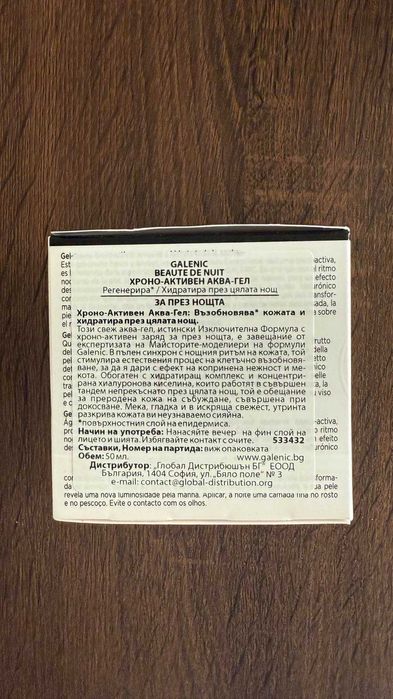 GALENIC
BEAUTE DE NUIT
ХРОНО-АКТИВЕН АКВА-ГЕЛ
Регенерира* / Хидратира през цялата нощ
ЗА ПРЕЗ НОЩТА
Хроно-Активен Аква-Гел: Възобновява* кожата и
хидратира през цялата нощ.
Този свеж аква-гел, истински Изключителна Формула с
хроно-активен заряд за през нощта, е завещание от
експертизата на Майсторите-моделиери на формули
Galenic. В пълен синхрон с нощния ритъм на кожата, той
стимулира естествения процес на клетъчно възобновя-
ване, за да я дари с ефект на копринена нежност и ме-
кота. Обогатен с хидратиращ комплекс и концентри-
рана хиалуронова киселина, които работят в съвършен
тандем непрекъснато през цялата нощ, той е обещание
за преродена кожа на събуждане, съвършена при
докосване. Мека, гладка и в искряща свежест, утринта
разкрива кожата ви неузнаваемо сияйна.
*повърхностния слой на епидермиса.
Начин на употреба: Нанасяйте вечер на фин слой на
лицето и шията. Избягвайте контакт с очите. 533432
Съставки, Номер на партида: виж опаковката
Обем: 50 мл. www.galenic.bg
Дистрибутор: „Глобал Дистрибюшън БГ" ЕООД
България, 1404 София, ул. „Бяло поле" № 3
e-mail: contact@global-distribution.org
revela uma nova luminosidade pela manhã. Aplicar, à noite uma camada fina no rosto
e no pescoço. Evite o contacto com os olhos.